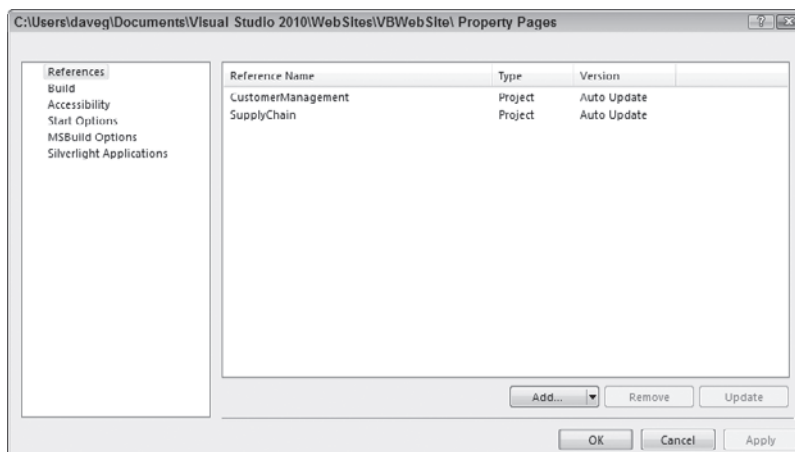 C:\Users\daveg\Documents\Visual Studio 2010\WebSites\VBWebSite\ Property Pages
References
Build
Accessibility
Start Options
MSBuild Options
Silverlight Applications
Reference Name Type Version
CustomerManagement Project Auto Update
SupplyChain Project Auto Update
Add... Remove Update
OK Cancel Apply